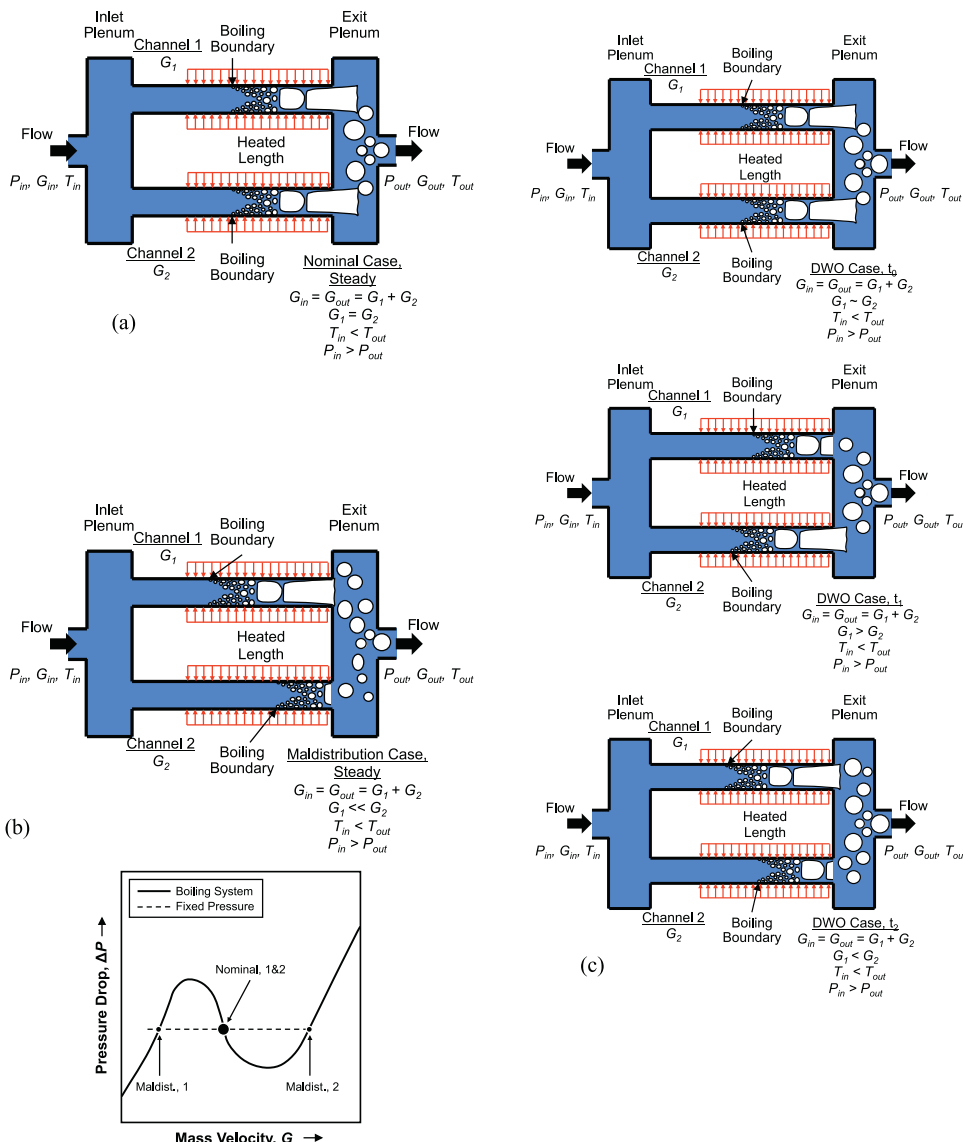 Inlet
Plenum
Boiling
Boundary
Exit
Plenum
Channel 1
G1
Flow
Heated
Length
Flow
Pin, Gin, Tin
Pout, Gout, Tout
Channel 2
G2
Boiling
Boundary
Nominal Case,
Steady
Gin = Gout = G1 + G2
G1 = G2
Tin < Tout
Pin > Pout
(a)
Inlet
Plenum
Boiling
Boundary
Exit
Plenum
Channel 1
G1
Flow
Heated
Length
Flow
Pin, Gin, Tin
Pout, Gout, Tout
Channel 2
G2
Boiling
Boundary
Maldistribution Case,
Steady
Gin = Gout = G1 + G2
G1 << G2
Tin < Tout
Pin > Pout
(b)
Boiling System
Fixed Pressure
Nominal, 1&2
Maldist., 1
Maldist., 2
Pressure Drop, ΔP
Mass Velocity, G
Inlet
Plenum
Boiling
Boundary
Exit
Plenum
Channel 1
G1
Flow
Heated
Length
Flow
Pin, Gin, Tin
Pout, Gout, Tout
Channel 2
G2
Boiling
Boundary
DWO Case, t0
Gin = Gout = G1 + G2
G1 ~ G2
Tin < Tout
Pin > Pout
Inlet
Plenum
Boiling
Boundary
Exit
Plenum
Channel 1
G1
Flow
Heated
Length
Flow
Pin, Gin, Tin
Pout, Gout, Tou
Channel 2
G2
Boiling
Boundary
DWO Case, t1
Gin = Gout = G1 + G2
G1 > G2
Tin < Tout
Pin > Pout
Inlet
Plenum
Boiling
Boundary
Exit
Plenum
Channel 1
G1
Flow
Heated
Length
Flow
Pin, Gin, Tin
Pout, Gout, Tou
Channel 2
G2
Boiling
Boundary
DWO Case, t2
Gin = Gout = G1 + G2
G1 < G2
Tin < Tout
Pin > Pout
(c)